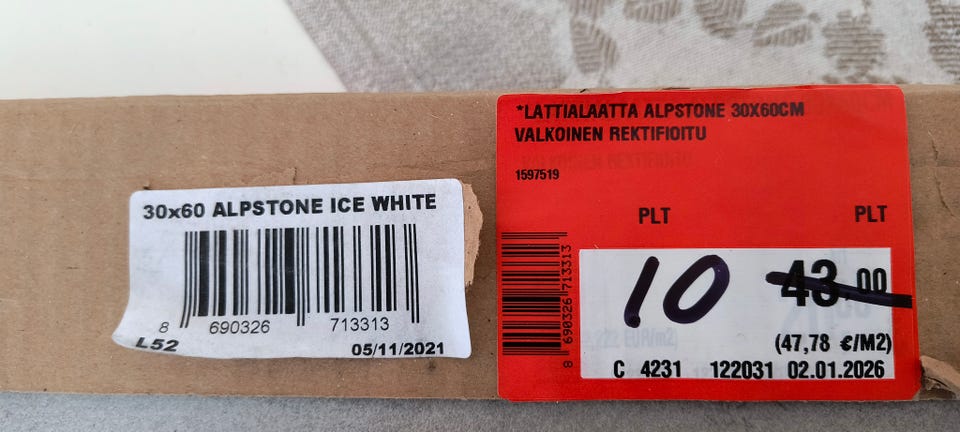 30x60 ALPSTONE ICE WHITE
8 690326 713313
L52 05/11/2021
*LATTIALAATTA ALPSTONE 30X60CM
VALKOINEN REKTIFIOITU
1597519
PLT PLT
8 690326 713313
10 43,00
(47,78 €/M2)
C 4231 122031 02.01.2026